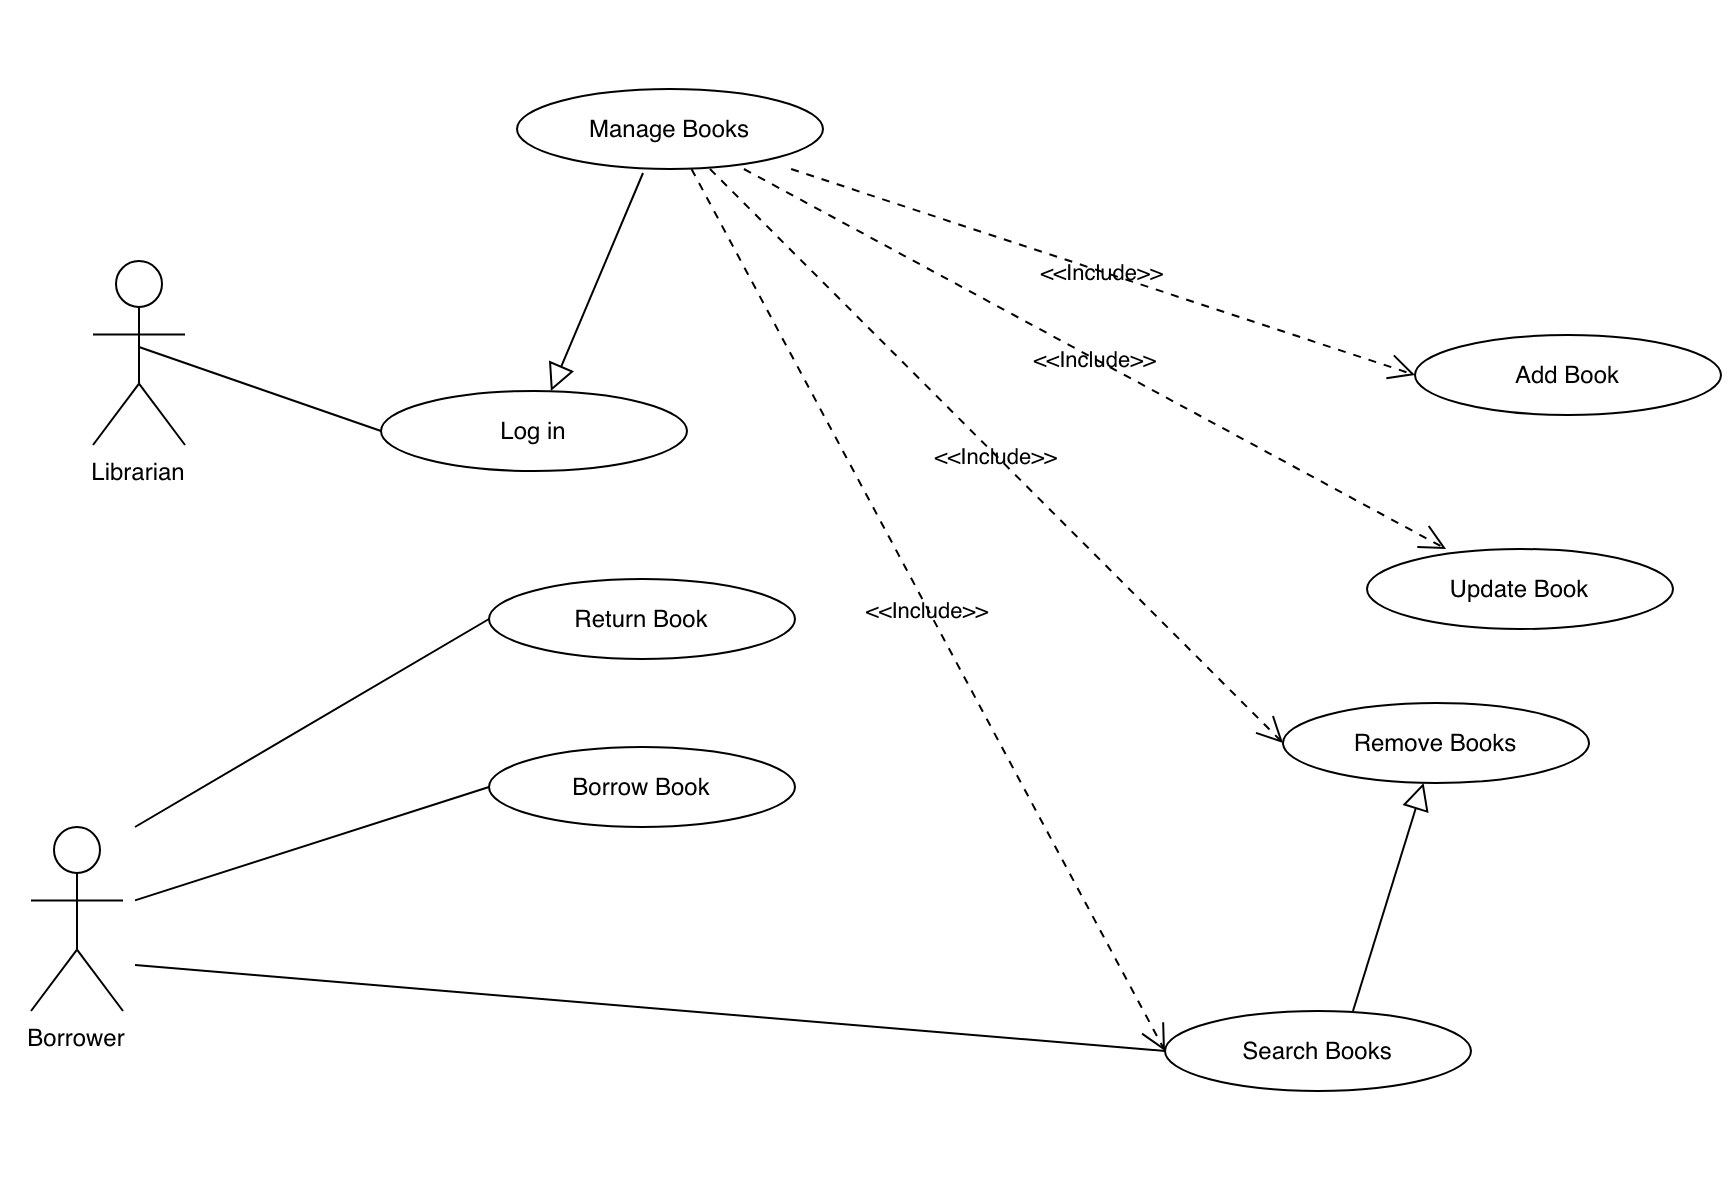 Manage Books
<<Include>>
Add Book
<<Include>>
Log in
Librarian
<<Include>>
Update Book
Return Book
<<Include>>
Remove Books
Borrow Book
Borrower
Search Books